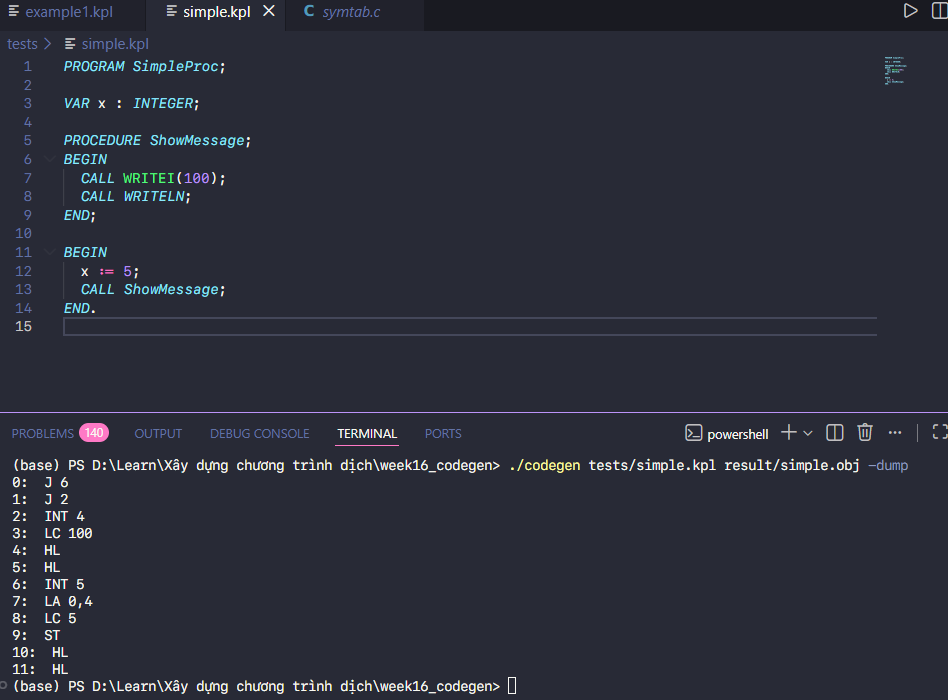 example1.kpl simple.kpl C symtab.c
tests > simple.kpl
1 PROGRAM SimpleProc;
2
3 VAR x : INTEGER;
4
5 PROCEDURE ShowMessage;
6 BEGIN
7 CALL WRITEI(100);
8 CALL WRITELN;
9 END;
10
11 BEGIN
12 x := 5;
13 CALL ShowMessage;
14 END.
15
PROBLEMS 140 OUTPUT DEBUG CONSOLE TERMINAL PORTS powershell
(base) PS D:\Learn\Xây dựng chương trình dịch\week16_codegen> ./codegen tests/simple.kpl result/simple.obj -dump
0: J 6
1: J 2
2: INT 4
3: LC 100
4: HL
5: HL
6: INT 5
7: LA 0,4
8: LC 5
9: ST
10: HL
11: HL
(base) PS D:\Learn\Xây dựng chương trình dịch\week16_codegen>